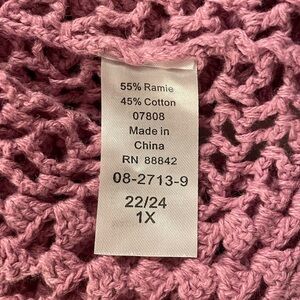 55% Ramie
45% Cotton
07808
Made in
China
RN 88842
08-2713-9
22/24
1X